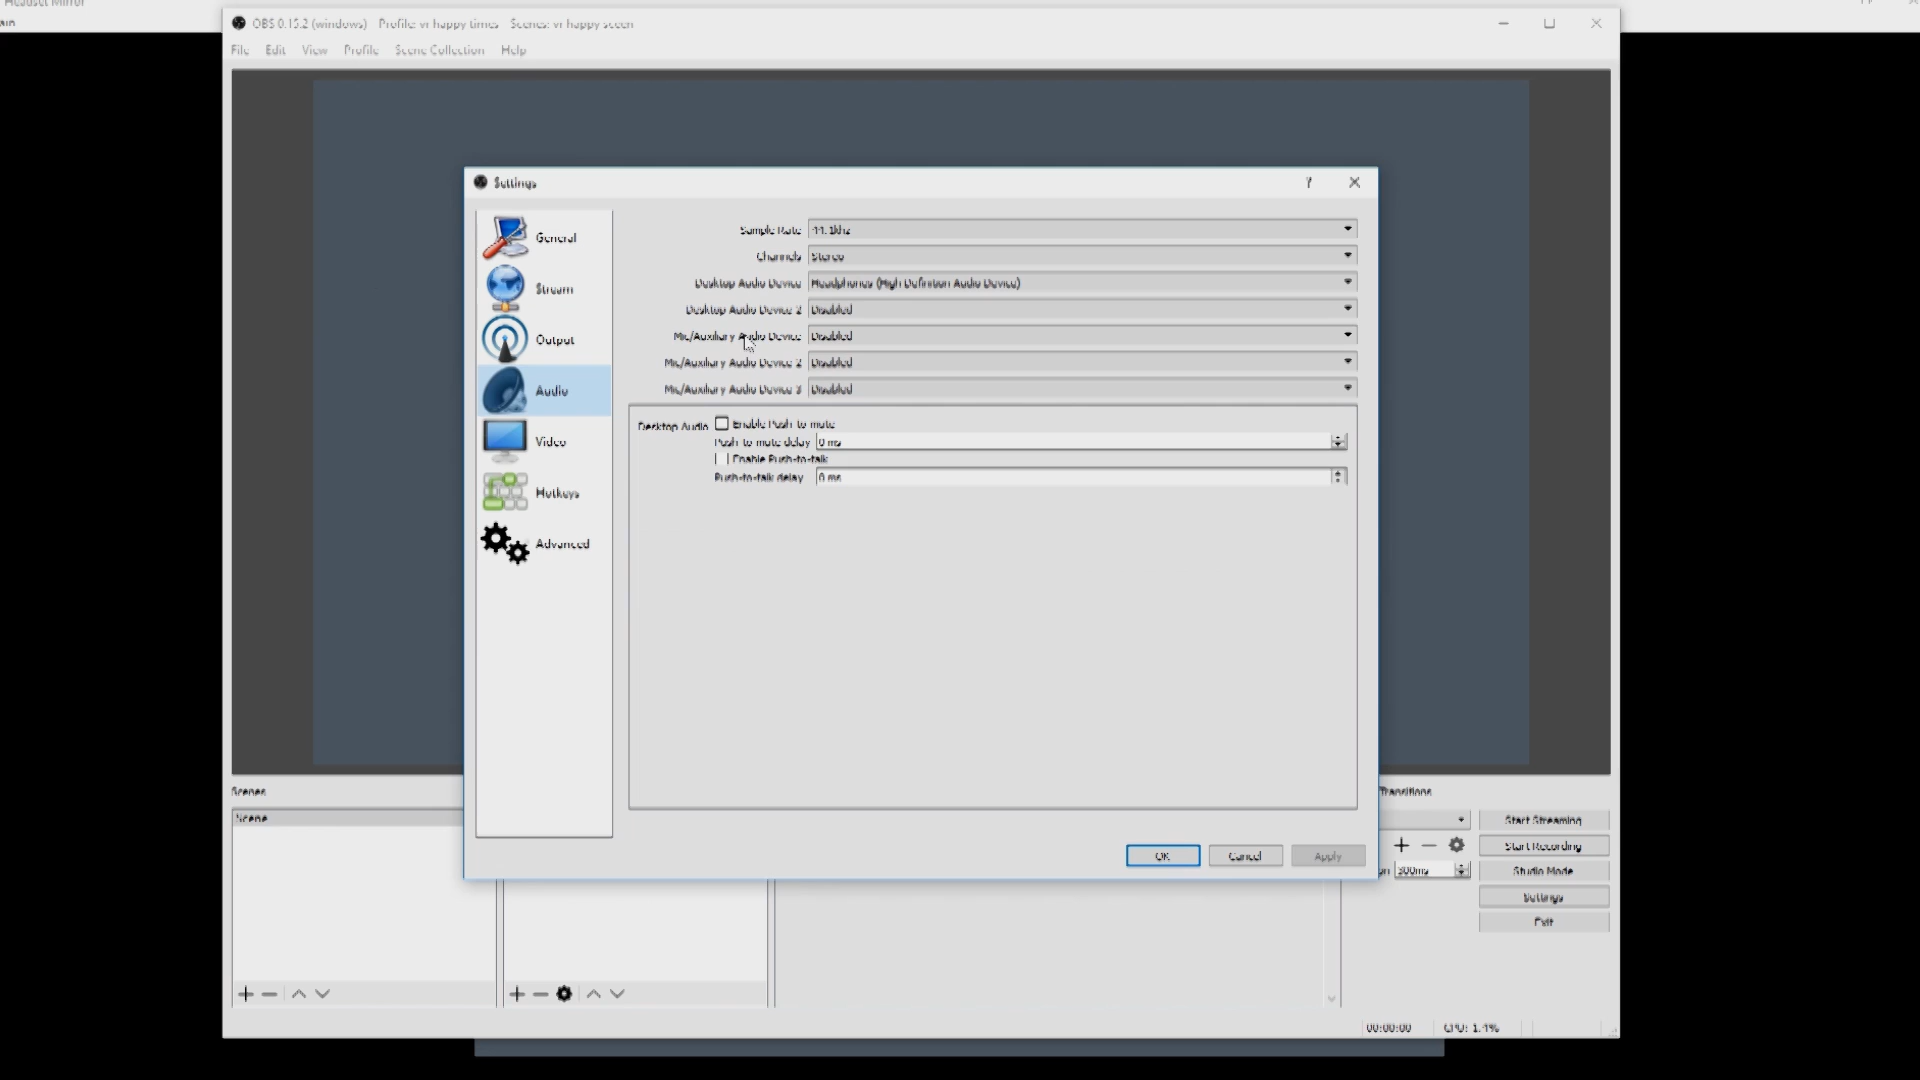 Headset Mirror
OBS 0.15.2 (windows) Profile: vr happy times Scenes: vr happy sceen
File Edit View Profile Scene Collection Help
Settings
?
General
Stream
Output
Audio
Video
Hotkeys
Advanced
Sample Rate 44.1khz
Channels Stereo
Desktop Audio Device Headphones (High Definition Audio Device)
Desktop Audio Device 2 Disabled
Mic/Auxiliary Audio Device Disabled
Mic/Auxiliary Audio Device 2 Disabled
Mic/Auxiliary Audio Device 3 Disabled
Desktop Audio Enable Push-to-mute
Push-to-mute delay 0 ms
Enable Push-to-talk
Push-to-talk delay 0 ms
OK Cancel Apply
Scenes
Scene
Transitions
300ms
Start Streaming
Start Recording
Studio Mode
Settings
Exit
00:00:00